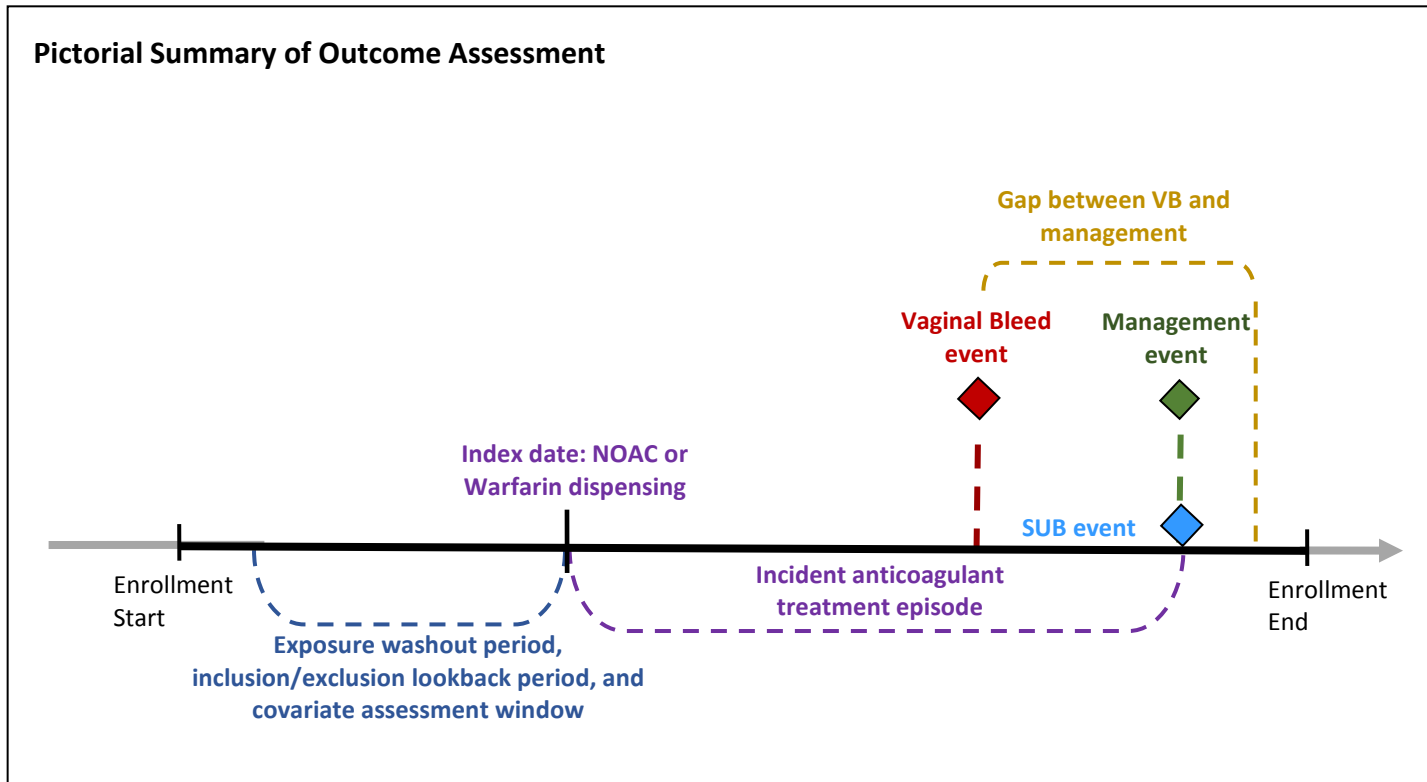 Pictorial Summary of Outcome Assessment
Gap between VB and
management
Vaginal Bleed
event
Management
event
Index date: NOAC or
Warfarin dispensing
SUB event
Enrollment
Start
Incident anticoagulant
treatment episode
Enrollment
End
Exposure washout period,
inclusion/exclusion lookback period, and
covariate assessment window